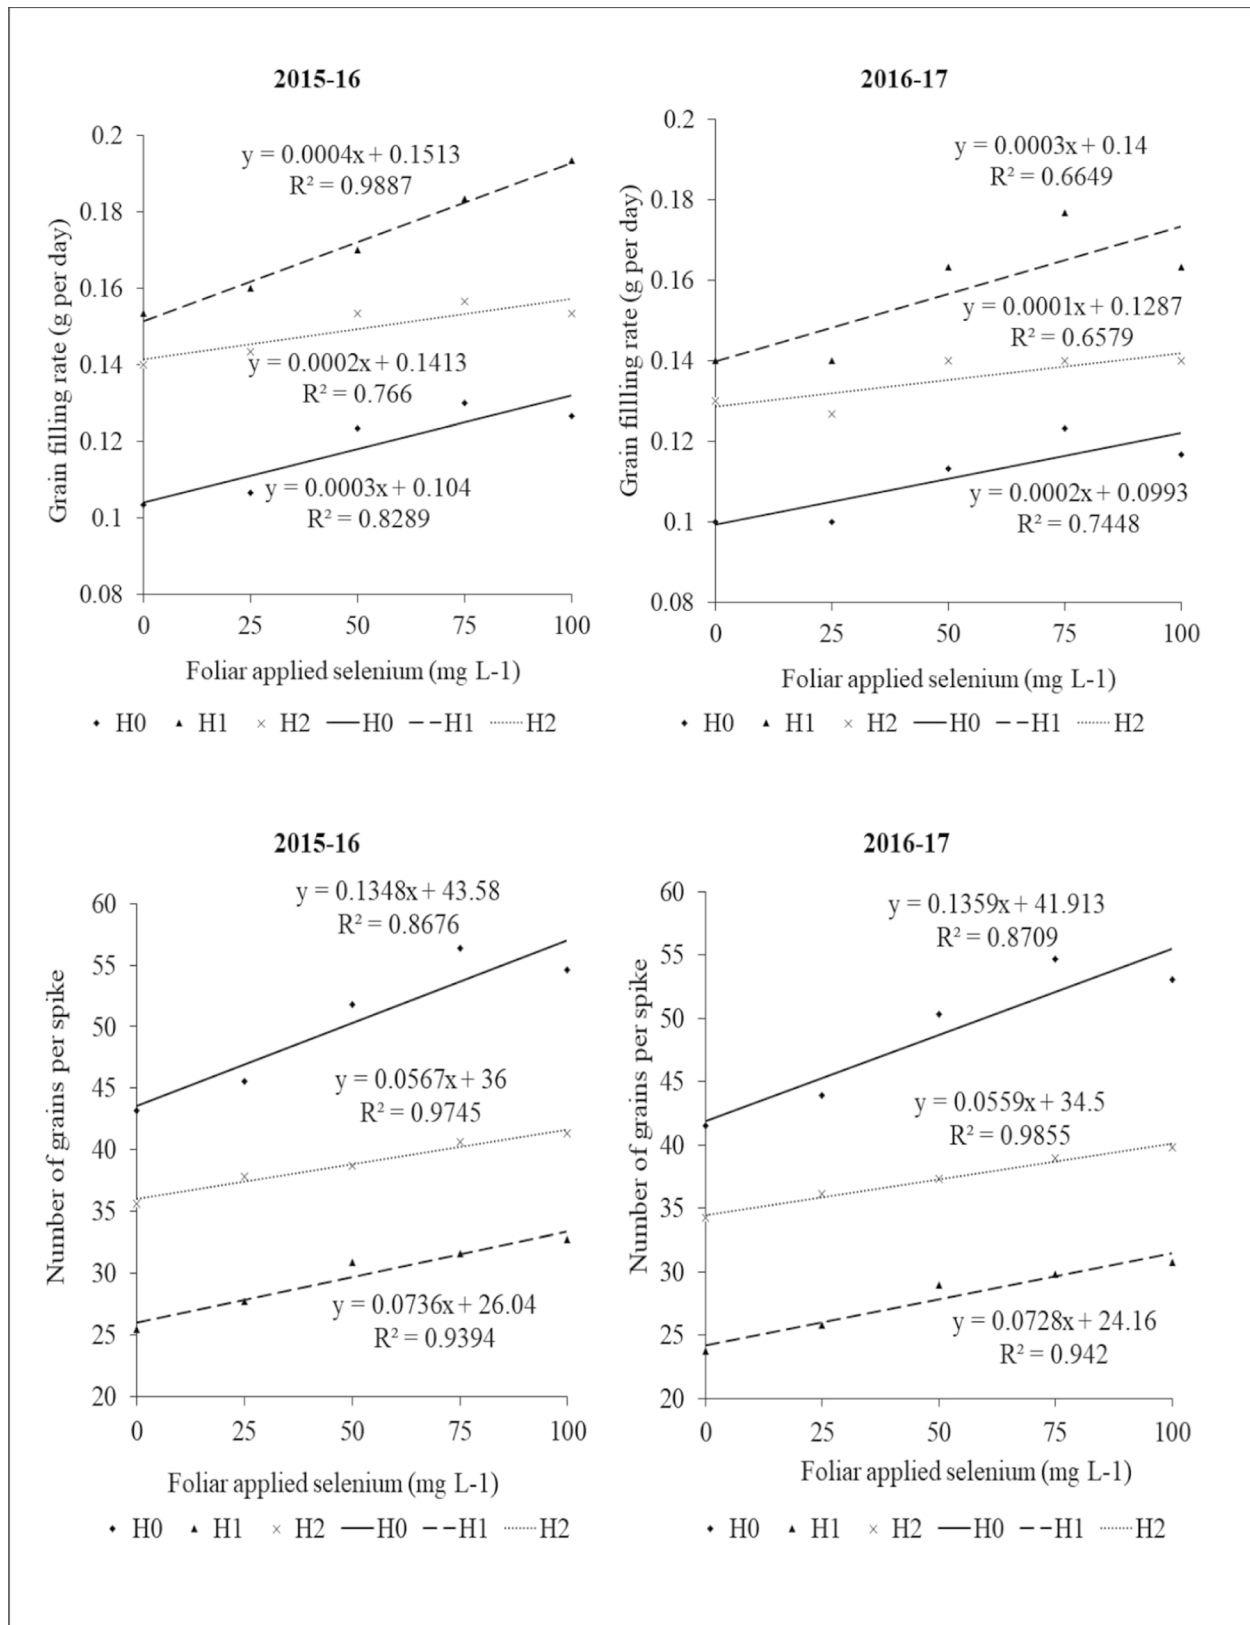 2015-16
0.2
0.18
0.16
0.14
0.12
0.1
0.08
Grain filling rate (g per day)
y = 0.0004x + 0.1513
R² = 0.9887
y = 0.0002x + 0.1413
R² = 0.766
y = 0.0003x + 0.104
R² = 0.8289
0 25 50 75 100
Foliar applied selenium (mg L-1)
H0 H1 H2 H0 H1 H2
2016-17
0.2
0.18
0.16
0.14
0.12
0.1
0.08
Grain fillling rate (g per day)
y = 0.0003x + 0.14
R² = 0.6649
y = 0.0001x + 0.1287
R² = 0.6579
y = 0.0002x + 0.0993
R² = 0.7448
0 25 50 75 100
Foliar applied selenium (mg L-1)
H0 H1 H2 H0 H1 H2
2015-16
60
55
50
45
40
35
30
25
20
Number of grains per spike
y = 0.1348x + 43.58
R² = 0.8676
y = 0.0567x + 36
R² = 0.9745
y = 0.0736x + 26.04
R² = 0.9394
0 25 50 75 100
Foliar applied selenium (mg L-1)
H0 H1 H2 H0 H1 H2
2016-17
60
55
50
45
40
35
30
25
20
Number of grains per spike
y = 0.1359x + 41.913
R² = 0.8709
y = 0.0559x + 34.5
R² = 0.9855
y = 0.0728x + 24.16
R² = 0.942
0 25 50 75 100
Foliar applied selenium (mg L-1)
H0 H1 H2 H0 H1 H2